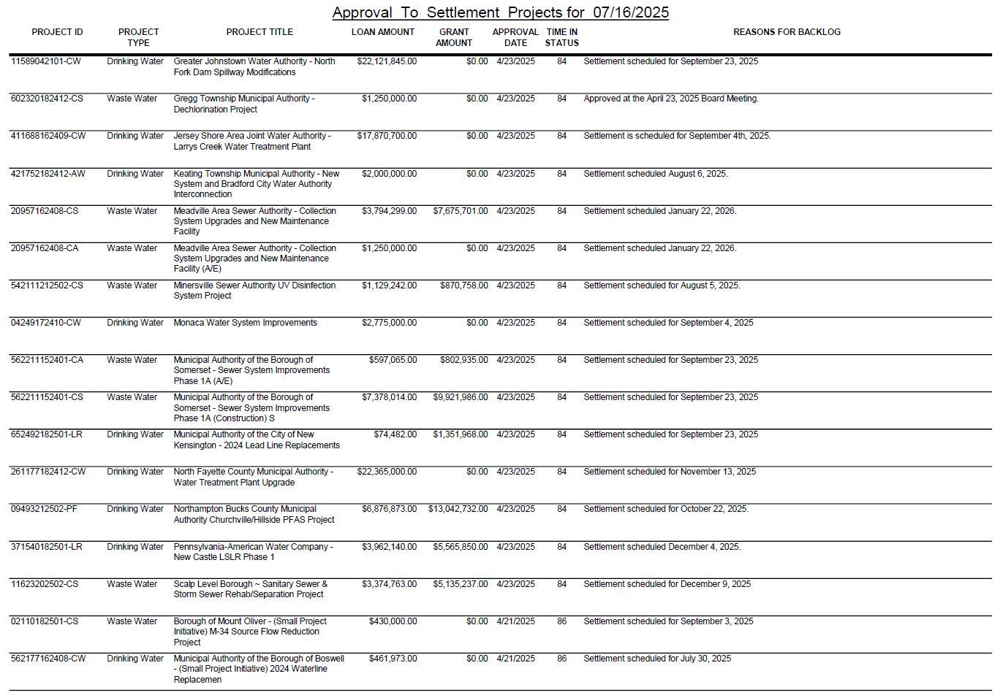 Approval To Settlement Projects for 07/16/2025
PROJECT ID PROJECT TYPE PROJECT TITLE LOAN AMOUNT GRANT AMOUNT APPROVAL DATE TIME IN STATUS REASONS FOR BACKLOG
11589042101-CW Drinking Water Greater Johnstown Water Authority - North $22,121,845.00 $0.00 4/23/2025 84 Settlement scheduled for September 23, 2025
Fork Dam Spillway Modifications
602320182412-CS Waste Water Gregg Township Municipal Authority - $1,250,000.00 $0.00 4/23/2025 84 Approved at the April 23, 2025 Board Meeting.
Dechlorination Project
411688162409-CW Drinking Water Jersey Shore Area Joint Water Authority - $17,870,700.00 $0.00 4/23/2025 84 Settlement is scheduled for September 4th, 2025.
Larrys Creek Water Treatment Plant
421752182412-AW Drinking Water Keating Township Municipal Authority - New $2,000,000.00 $0.00 4/23/2025 84 Settlement scheduled August 6, 2025.
System and Bradford City Water Authority
Interconnection
20957162408-CS Waste Water Meadville Area Sewer Authority - Collection $3,794,299.00 $7,675,701.00 4/23/2025 84 Settlement scheduled January 22, 2026.
System Upgrades and New Maintenance
Facility
20957162408-CA Waste Water Meadville Area Sewer Authority - Collection $1,250,000.00 $0.00 4/23/2025 84 Settlement scheduled January 22, 2026.
System Upgrades and New Maintenance
Facility (A/E)
542111212502-CS Waste Water Minersville Sewer Authority UV Disinfection $1,129,242.00 $870,758.00 4/23/2025 84 Settlement scheduled for August 5, 2025.
System Project
04249172410-CW Drinking Water Monaca Water System Improvements $2,775,000.00 $0.00 4/23/2025 84 Settlement scheduled for September 4, 2025
562211152401-CA Waste Water Municipal Authority of the Borough of $597,065.00 $802,935.00 4/23/2025 84 Settlement scheduled for September 23, 2025
Somerset - Sewer System Improvements
Phase 1A (A/E)
562211152401-CS Waste Water Municipal Authority of the Borough of $7,378,014.00 $9,921,986.00 4/23/2025 84 Settlement scheduled for September 23, 2025
Somerset - Sewer System Improvements
Phase 1A (Construction) S
652492182501-LR Drinking Water Municipal Authority of the City of New $74,482.00 $1,351,968.00 4/23/2025 84 Settlement scheduled for September 23, 2025
Kensington - 2024 Lead Line Replacements
261177182412-CW Drinking Water North Fayette County Municipal Authority - $22,365,000.00 $0.00 4/23/2025 84 Settlement scheduled for November 13, 2025
Water Treatment Plant Upgrade
09493212502-PF Drinking Water Northampton Bucks County Municipal $6,876,873.00 $13,042,732.00 4/23/2025 84 Settlement scheduled for October 22, 2025.
Authority Churchville/Hillside PFAS Project
371540182501-LR Drinking Water Pennsylvania-American Water Company - $3,962,140.00 $5,565,850.00 4/23/2025 84 Settlement scheduled December 4, 2025.
New Castle LSLR Phase 1
11623202502-CS Waste Water Scalp Level Borough ~ Sanitary Sewer & $3,374,763.00 $5,135,237.00 4/23/2025 84 Settlement scheduled for December 9, 2025
Storm Sewer Rehab/Separation Project
02110182501-CS Waste Water Borough of Mount Oliver - (Small Project $430,000.00 $0.00 4/21/2025 86 Settlement scheduled for September 3, 2025
Initiative) M-34 Source Flow Reduction
Project
562177162408-CW Drinking Water Municipal Authority of the Borough of Boswell $461,973.00 $0.00 4/21/2025 86 Settlement scheduled for July 30, 2025
- (Small Project Initiative) 2024 Waterline
Replacemen